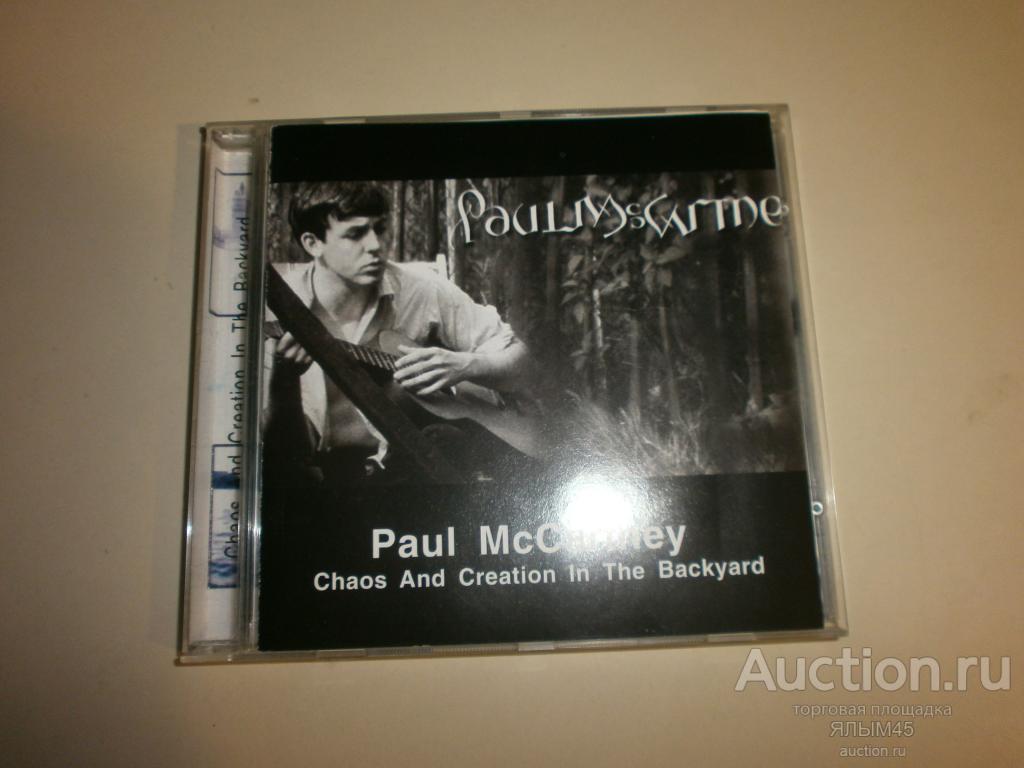 Paul McCartne
Paul McCartney
Chaos And Creation In The Backyard
Chaos And Creation In The Backyard
Auction.ru
торговая площадка
ЯЛЫМ45
auction.ru